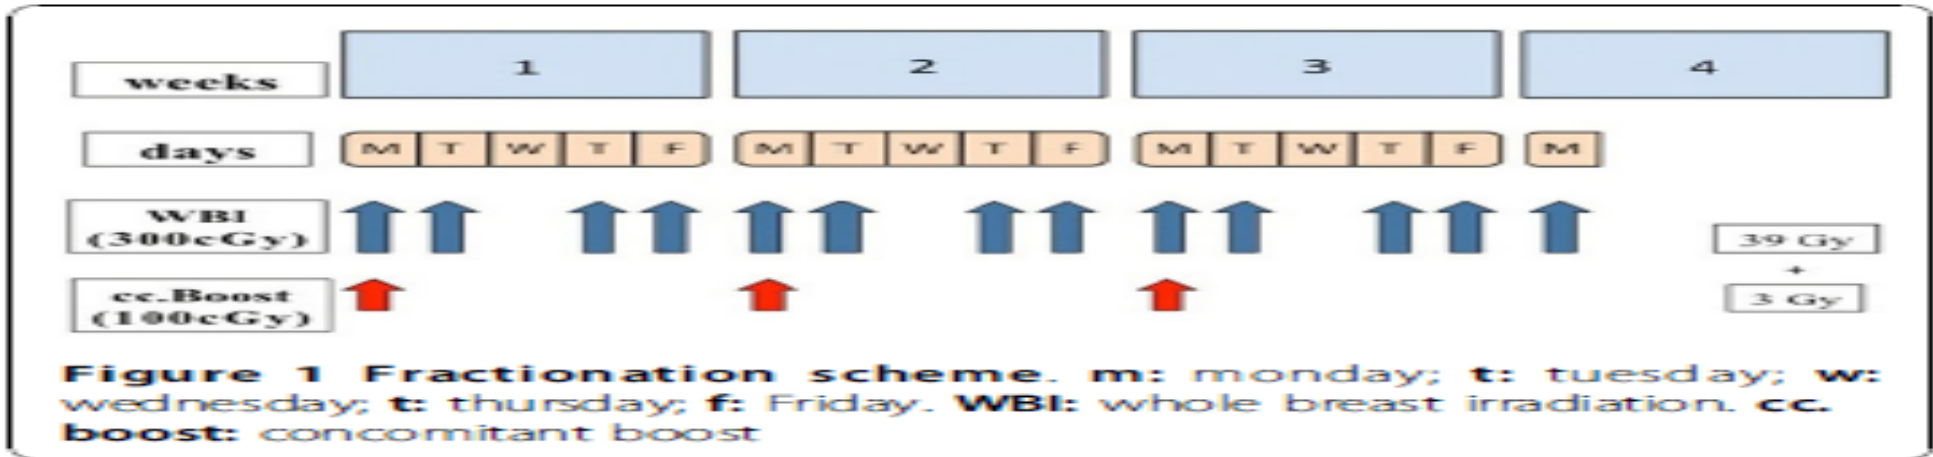 weeks 1 2 3 4
days M T W T F M T W T F M T W T F M
WBI
(300cGy)
39 Gy
+
cc.Boost
(100cGy)
3 Gy
Figure 1 Fractionation scheme. m: monday; t: tuesday; w:
wednesday; t: thursday; f: Friday. WBI: whole breast irradiation. cc.
boost: concomitant boost